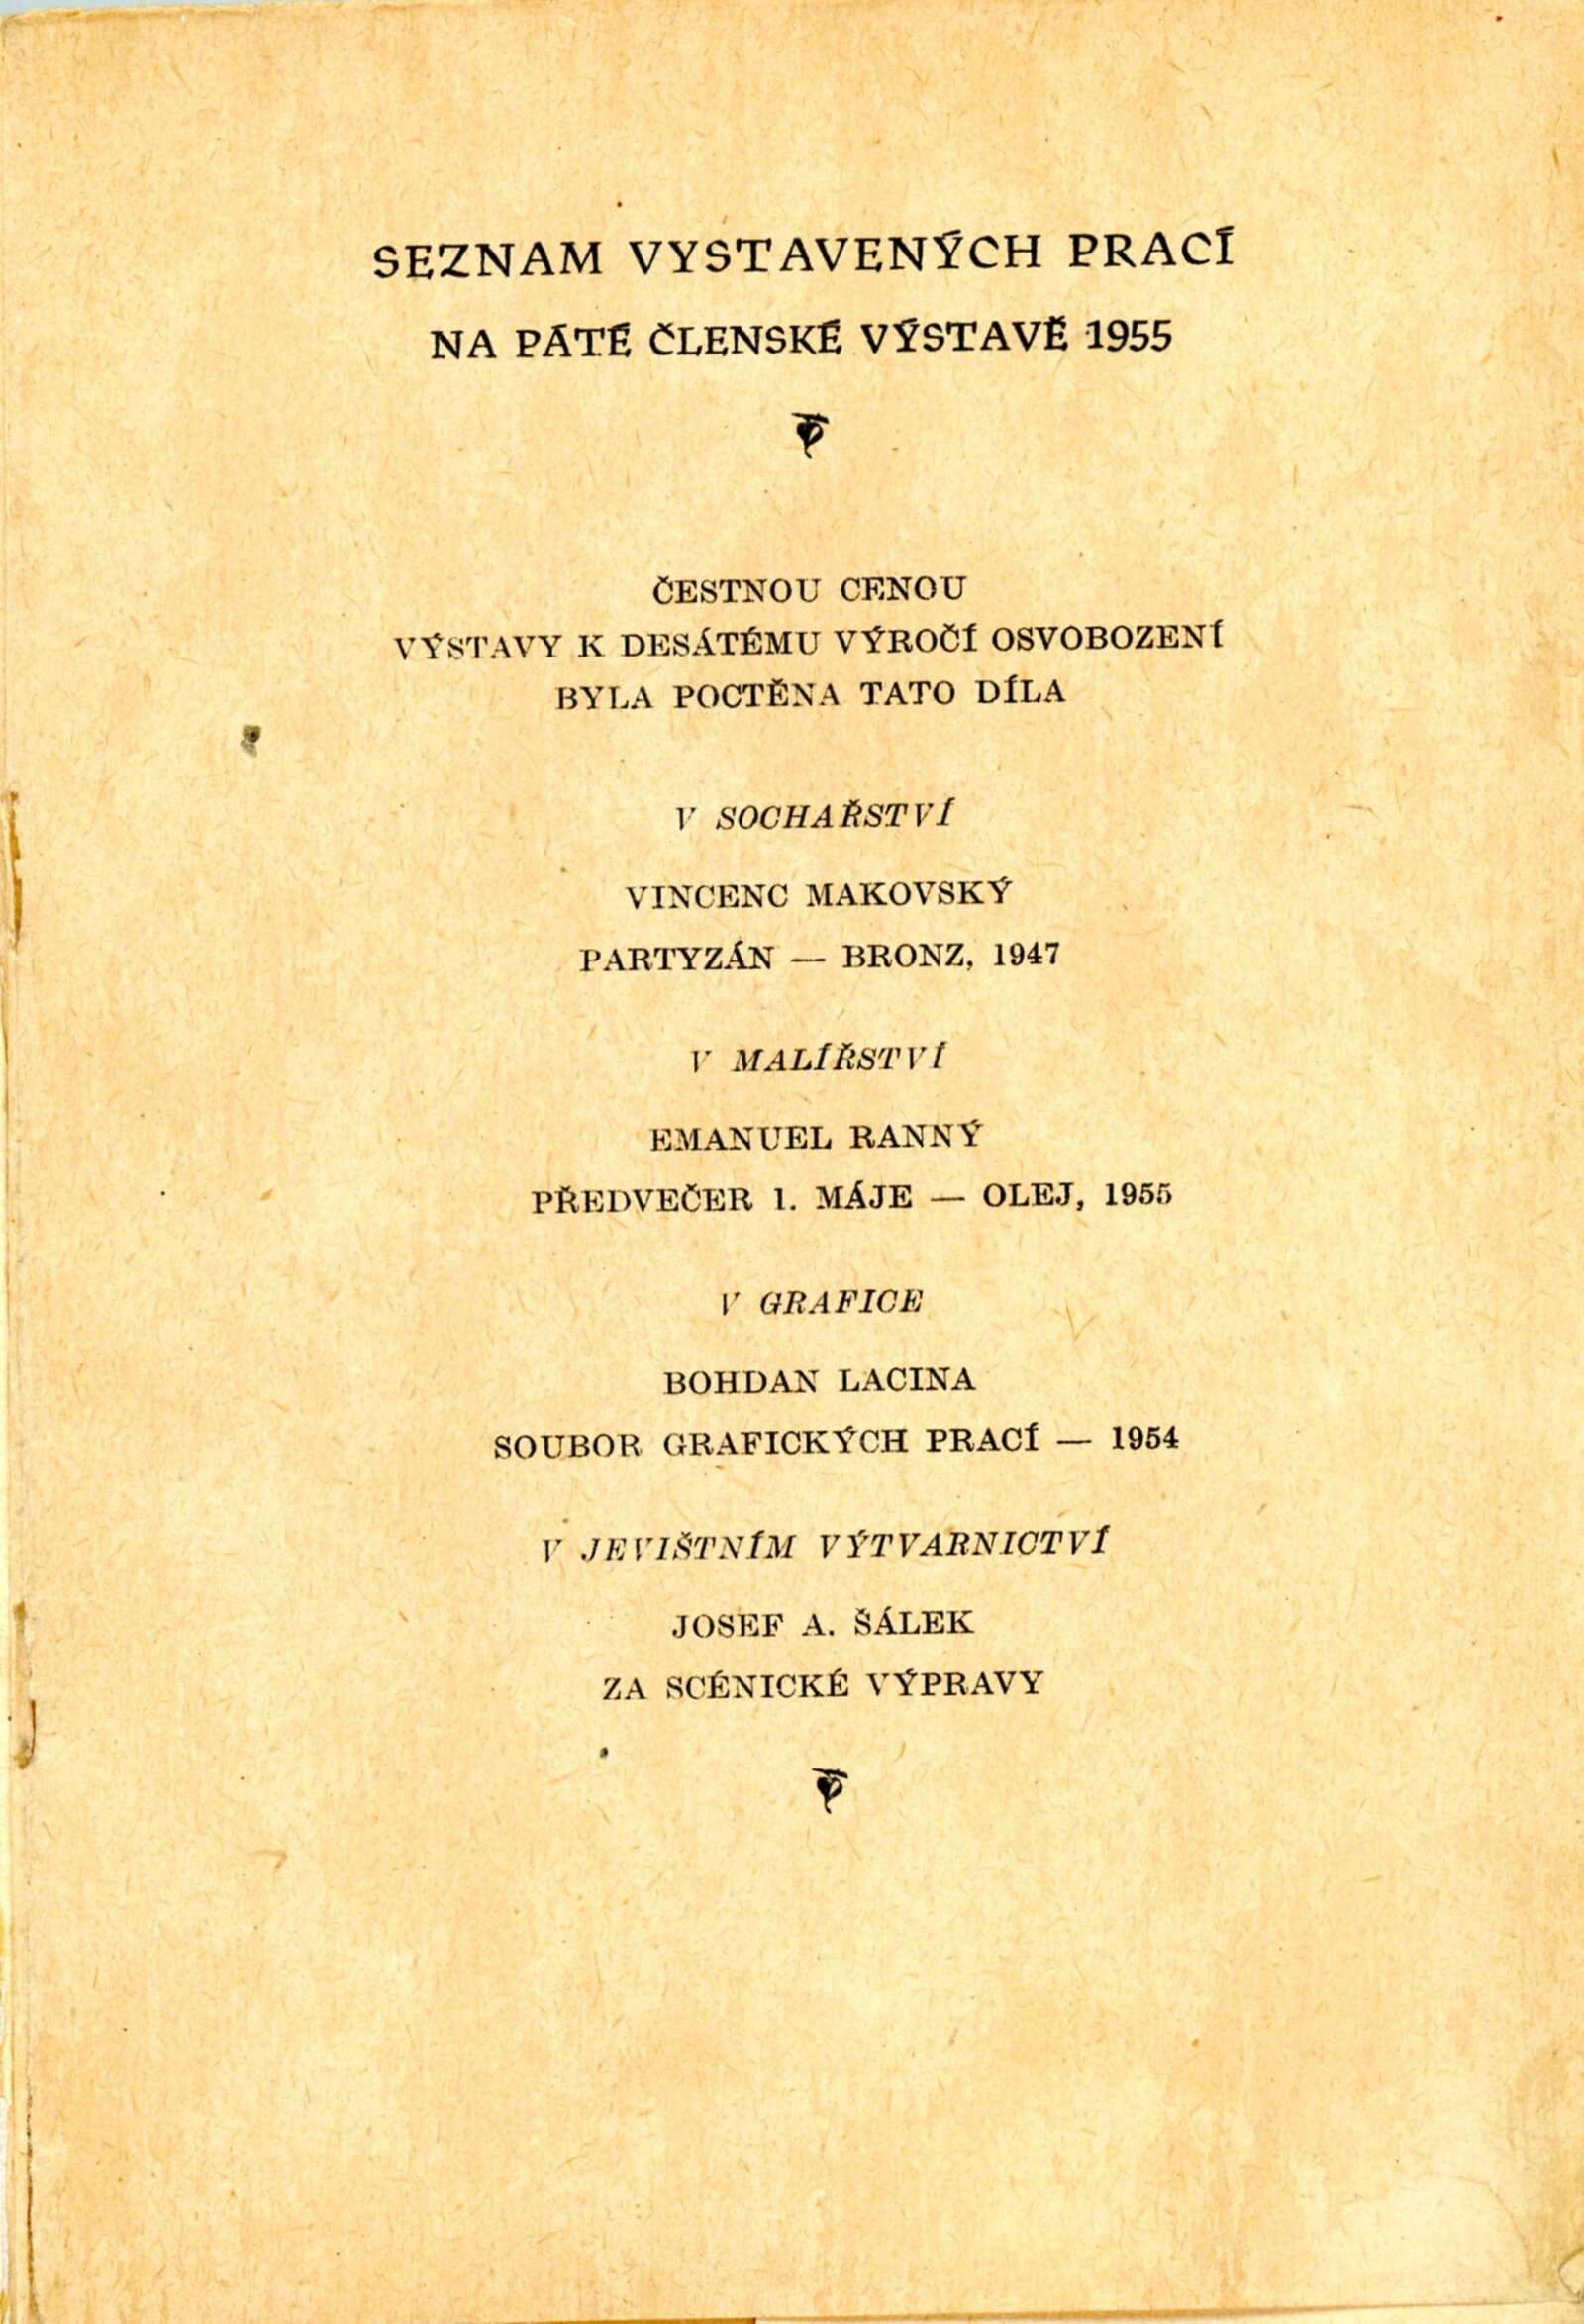 SEZNAM VYSTAVENÝCH PRACÍ
NA PÁTÉ ČLENSKÉ VÝSTAVĚ 1955
ČESTNOU CENOU
VÝSTAVY K DESÁTÉMU VÝROČÍ OSVOBOZENÍ
BYLA POCTĚNA TATO DÍLA
V SOCHAŘSTVÍ
VINCENC MAKOVSKÝ
PARTYZÁN — BRONZ, 1947
V MALÍŘSTVÍ
EMANUEL RANNÝ
PŘEDVEČER 1. MÁJE — OLEJ, 1955
V GRAFICE
BOHDAN LACINA
SOUBOR GRAFICKÝCH PRACÍ — 1954
V JEVIŠTNÍM VÝTVARNICTVÍ
JOSEF A. ŠÁLEK
ZA SCÉNICKÉ VÝPRAVY